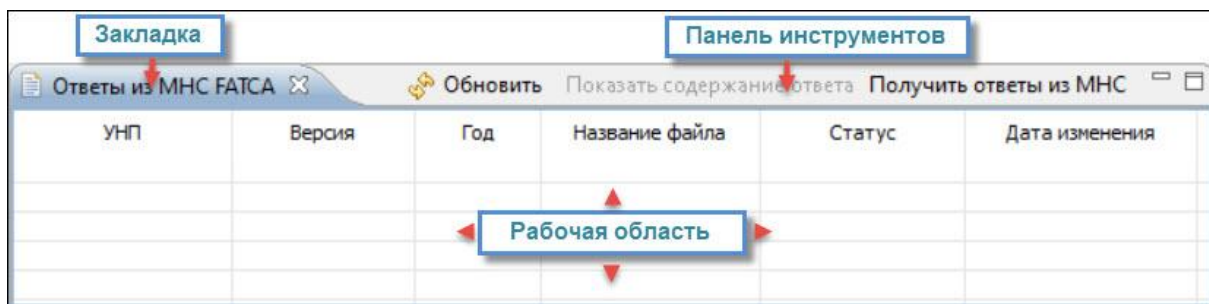 Закладка Панель инструментов
Ответы из МНС FATCA Обновить Показать содержание ответа Получить ответы из МНС
УНП Версия Год Название файла Статус Дата изменения
Рабочая область